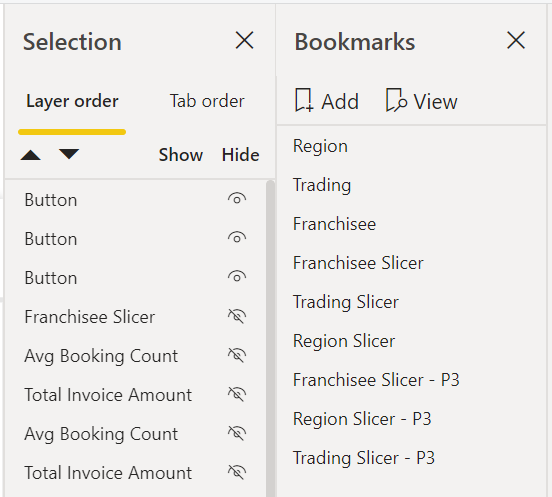 Selection
Layer order Tab order
Show Hide
Button
Button
Button
Franchisee Slicer
Avg Booking Count
Total Invoice Amount
Avg Booking Count
Total Invoice Amount
Bookmarks
Add View
Region
Trading
Franchisee
Franchisee Slicer
Trading Slicer
Region Slicer
Franchisee Slicer - P3
Region Slicer - P3
Trading Slicer - P3